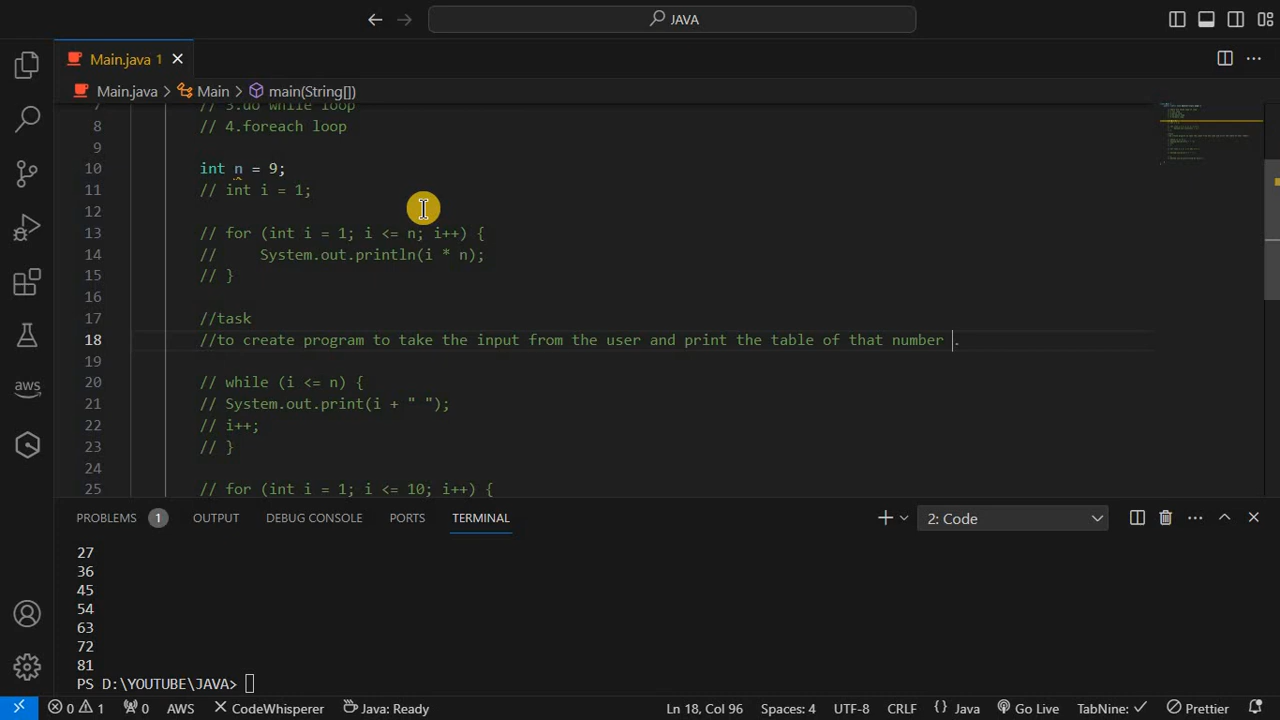 JAVA
Main.java 1
Main.java > Main > main(String[])
7 // 3.do while loop
8 // 4.foreach loop
9
10 int n = 9;
11 // int i = 1;
12
13 // for (int i = 1; i <= n; i++) {
14 // System.out.println(i * n);
15 // }
16
17 //task
18 //to create program to take the input from the user and print the table of that number .
19
20 // while (i <= n) {
21 // System.out.print(i + " ");
22 // i++;
23 // }
24
25 // for (int i = 1; i <= 10; i++) {
aws
PROBLEMS 1 OUTPUT DEBUG CONSOLE PORTS TERMINAL 2: Code
27
36
45
54
63
72
81
PS D:\YOUTUBE\JAVA>
0 1 0 AWS CodeWhisperer Java: Ready Ln 18, Col 96 Spaces: 4 UTF-8 CRLF {} Java Go Live TabNine: Prettier